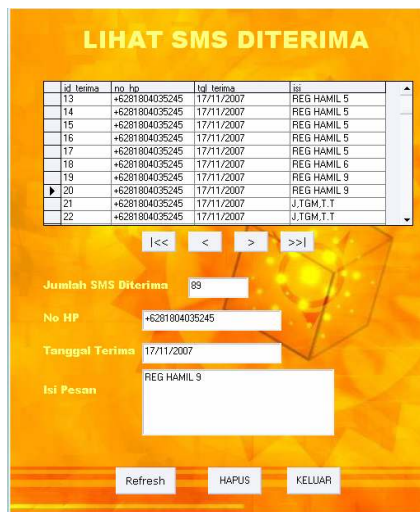 LIHAT SMS DITERIMA
id_terima no_hp tgl_terima isi
13 +6281804035245 17/11/2007 REG HAMIL 5
14 +6281804035245 17/11/2007 REG HAMIL 5
15 +6281804035245 17/11/2007 REG HAMIL 5
16 +6281804035245 17/11/2007 REG HAMIL 5
17 +6281804035245 17/11/2007 REG HAMIL 5
18 +6281804035245 17/11/2007 REG HAMIL 6
19 +6281804035245 17/11/2007 REG HAMIL 9
20 +6281804035245 17/11/2007 REG HAMIL 9
21 +6281804035245 17/11/2007 J,TGM,T.T
22 +6281804035245 17/11/2007 J,TGM,T.T
|<< < > >>|
Jumlah SMS Diterima 89
No HP +6281804035245
Tanggal Terima 17/11/2007
Isi Pesan REG HAMIL 9
Refresh HAPUS KELUAR